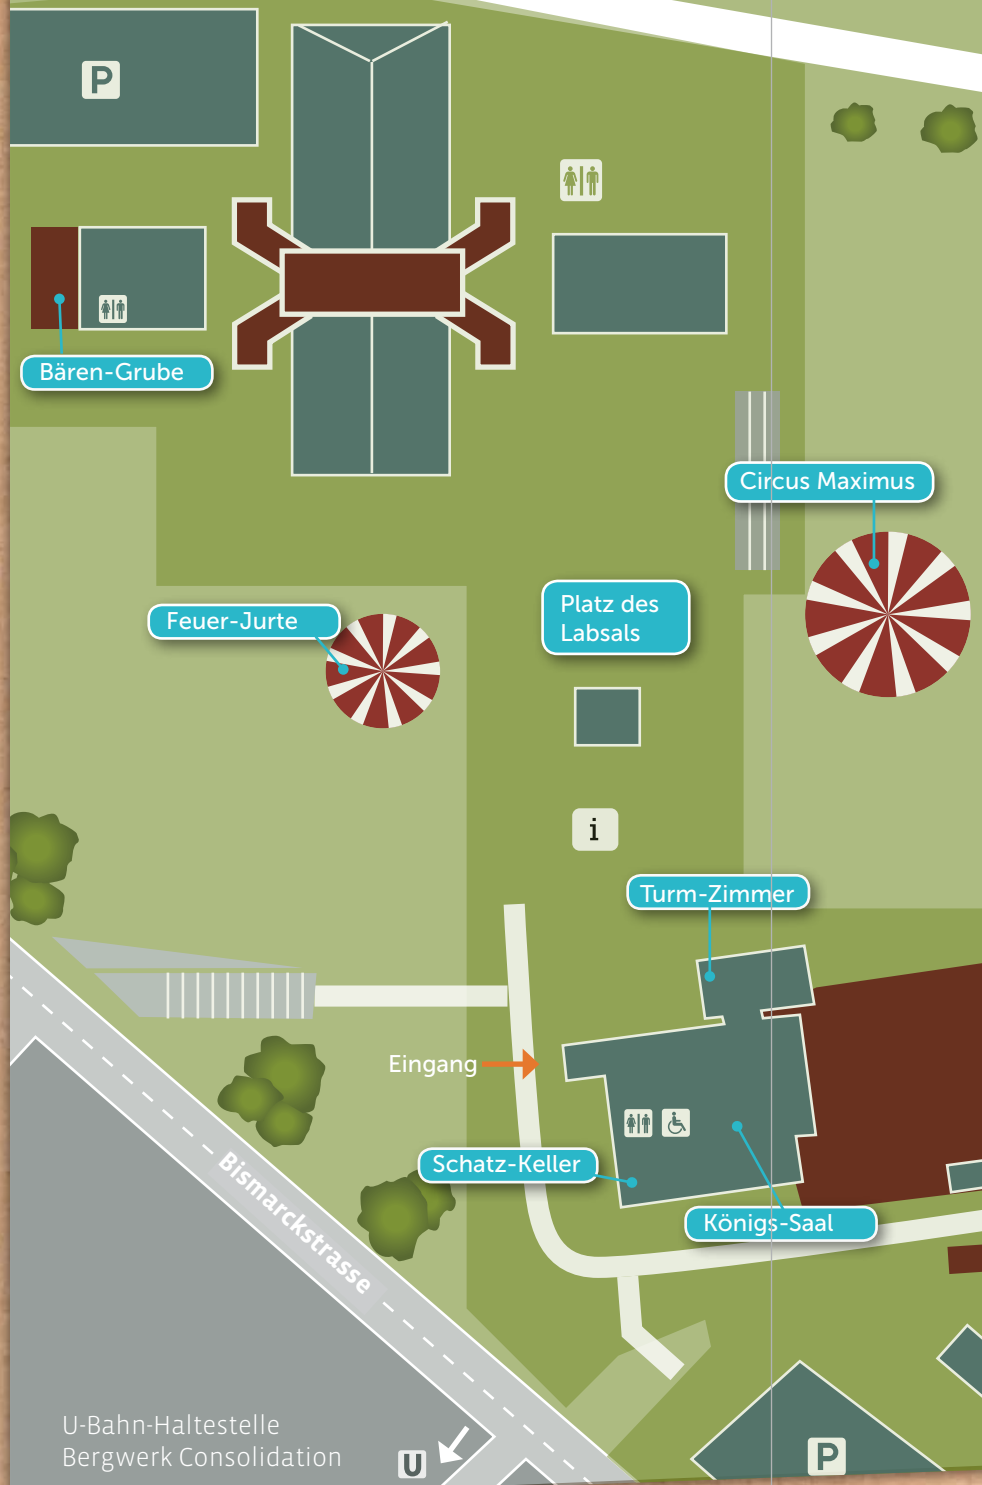 P
Bären-Grube
Circus Maximus
Feuer-Jurte
Platz des
Labsals
i
Turm-Zimmer
Eingang
Schatz-Keller
Königs-Saal
Bismarckstrasse
U-Bahn-Haltestelle
Bergwerk Consolidation
U
P